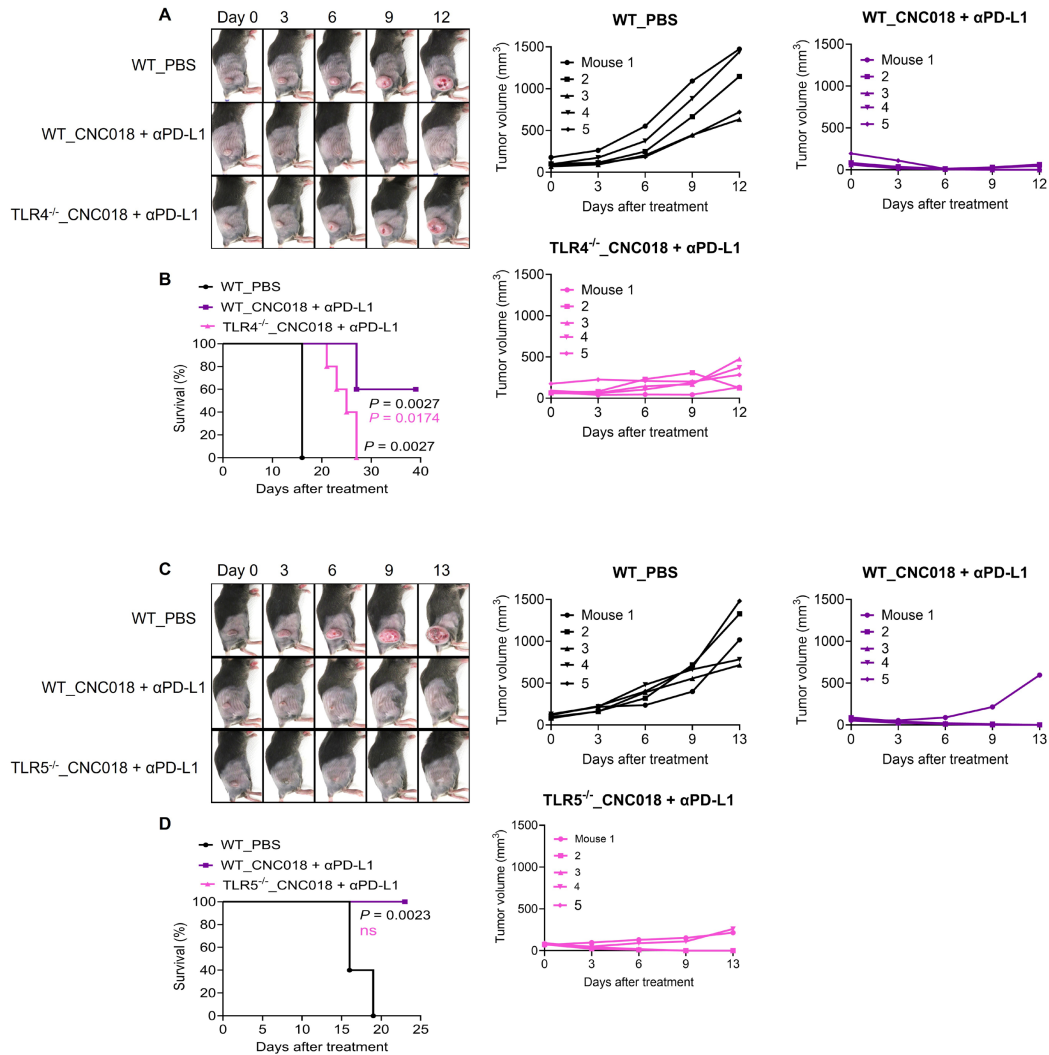 A
Day 0 3 6 9 12
WT_PBS
WT_CNC018 + αPD-L1
TLR4-/-_CNC018 + αPD-L1
WT_PBS
Tumor volume (mm3)
1500
1000
500
0
Mouse 1
2
3
4
5
0 3 6 9 12
Days after treatment
WT_CNC018 + αPD-L1
Tumor volume (mm3)
1500
1000
500
0
Mouse 1
2
3
4
5
0 3 6 9 12
Days after treatment
TLR4-/-_CNC018 + αPD-L1
Tumor volume (mm3)
1500
1000
500
0
Mouse 1
2
3
4
5
0 3 6 9 12
Days after treatment
B
WT_PBS
WT_CNC018 + αPD-L1
TLR4-/-_CNC018 + αPD-L1
Survival (%)
100
80
60
40
20
0
P = 0.0027
P = 0.0174
P = 0.0027
0 10 20 30 40
Days after treatment
C
Day 0 3 6 9 13
WT_PBS
WT_CNC018 + αPD-L1
TLR5-/-_CNC018 + αPD-L1
WT_PBS
Tumor volume (mm3)
1500
1000
500
0
Mouse 1
2
3
4
5
0 3 6 9 13
Days after treatment
WT_CNC018 + αPD-L1
Tumor volume (mm3)
1500
1000
500
0
Mouse 1
2
3
4
5
0 3 6 9 13
Days after treatment
TLR5-/-_CNC018 + αPD-L1
Tumor volume (mm3)
1500
1000
500
0
Mouse 1
2
3
4
5
0 3 6 9 13
Days after treatment
D
WT_PBS
WT_CNC018 + αPD-L1
TLR5-/-_CNC018 + αPD-L1
Survival (%)
100
80
60
40
20
0
P = 0.0023
ns
0 5 10 15 20 25
Days after treatment